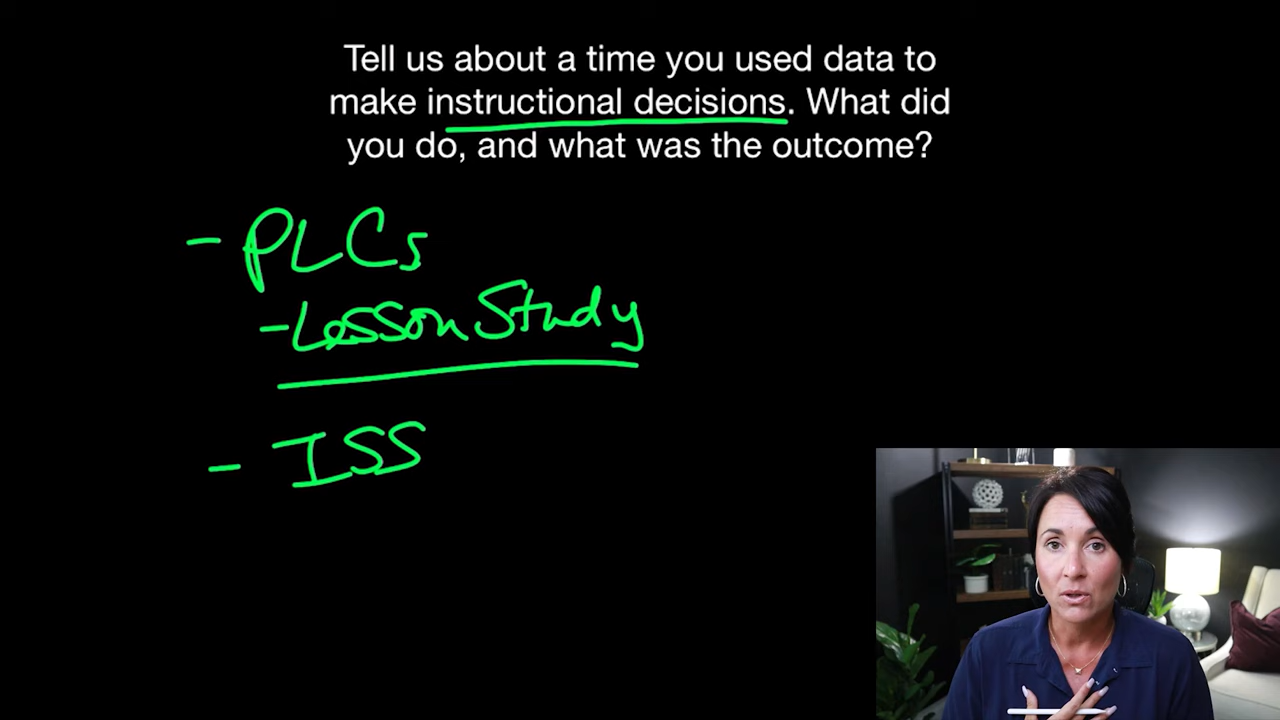 Tell us about a time you used data to
make instructional decisions. What did
you do, and what was the outcome?
- PLCs
- Lesson Study
- ISS